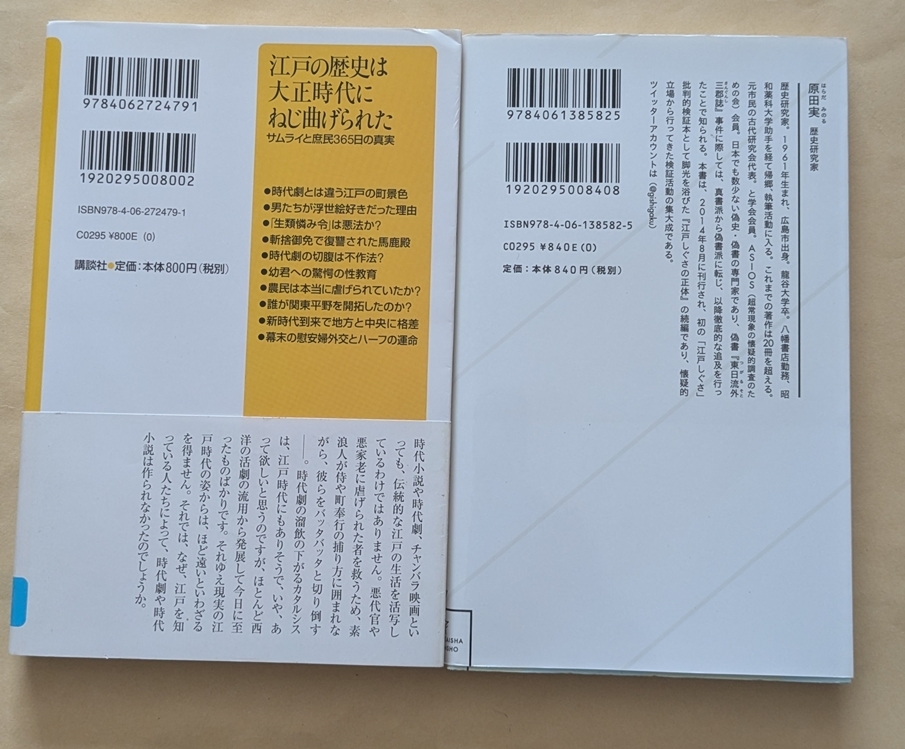 9784062724791
1920295008002
ISBN978-4-06-272479-1
C0295 ¥800E (0)
講談社●定価:本体800円(税別)
江戸の歴史は
大正時代に
ねじ曲げられた
サムライと庶民365日の真実
●時代劇とは違う江戸の町景色
●男たちが浮世絵好きだった理由
●「生類憐み令」は悪法か?
●斬捨御免で復讐された馬鹿殿
●時代劇の切腹は不作法?
●幼君への驚愕の性教育
●農民は本当に虐げられていたか?
●誰が関東平野を開拓したのか?
●新時代到来で地方と中央に格差
●幕末の慰安婦外交とハーフの運命
時代小説や時代劇、チャンバラ映画とい
っても、伝統的な江戸の生活を活写し
ているわけではありません。悪代官や
悪家老に虐げられた者を救うため、素
浪人が侍や町奉行の捕り方に囲まれな
がら、彼らをバッタバッタと切り倒す
――。時代劇の溜飲の下がるカタルシス
は、江戸時代にもありそうで、いや、あ
って欲しいと思うのですが、ほとんど西
洋の活劇の流用から発展して今日に至
ったものばかりです。それゆえ現実の江
戸時代の姿からは、ほど遠いといわざる
を得ません。それでは、なぜ、江戸を知
っている人たちによって、時代劇や時代
小説は作られなかったのでしょうか。
9784061385825
1920295008408
ISBN978-4-06-138582-5
C0295 ¥840E(0)
定価:本体840円(税別)
はらだ みのる
原田実 歴史研究家
歴史研究家。1961年生まれ、広島市出身。龍谷大学卒。八幡書店勤務、昭
和薬科大学助手を経て帰郷、執筆活動に入る。これまでの著作は20冊を超える。
元市民の古代研究会代表。と学会会員。ASIOS(超常現象の懐疑的調査のた
めの会)会員。日本でも数少ない偽史・偽書の専門家であり、偽書『東日流外
三郡誌』事件に際しては、真書派から偽書派に転じ、以降徹底的な追及を行っ
たことで知られる。本書は、2014年8月に刊行され、初の「江戸しぐさ」
批判的検証本として脚光を浴びた『江戸しぐさの正体』の続編であり、懐疑的
立場から行ってきた検証活動の集大成である。
ツイッターアカウントは(@gishigaku)